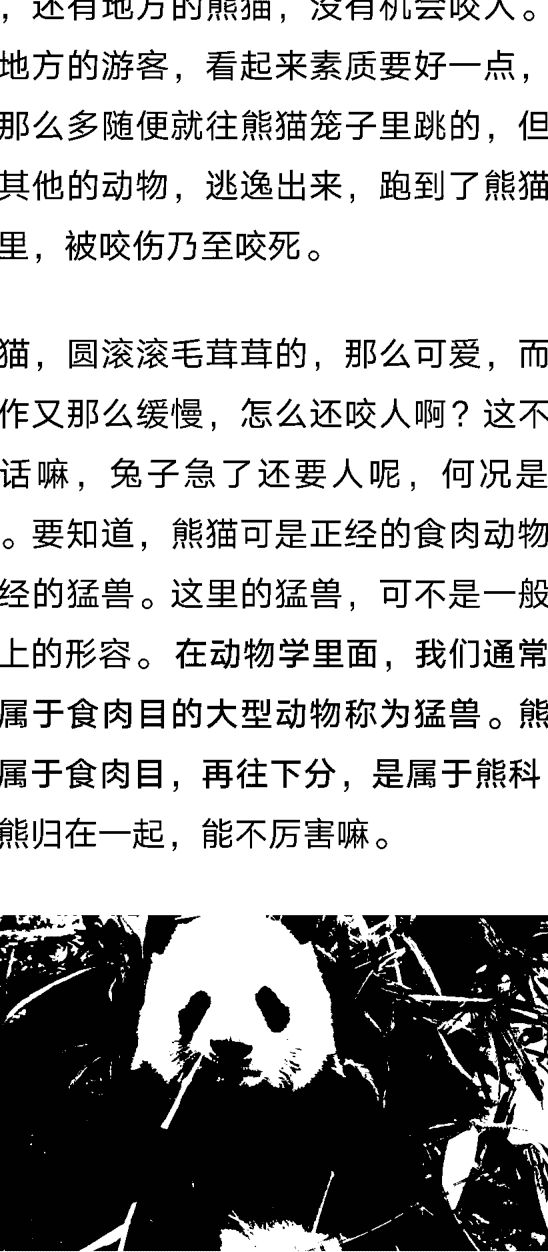 ，还有地方的熊猫，没有机会咬人。
地方的游客，看起来素质要好一点，
那么多随便就往熊猫笼子里跳的，但
其他的动物，逃逸出来，跑到了熊猫
里，被咬伤乃至咬死。
猫，圆滚滚毛茸茸的，那么可爱，而
作又那么缓慢，怎么还咬人啊？这不
话嘛，兔子急了还要人呢，何况是
。要知道，熊猫可是正经的食肉动物
经的猛兽。这里的猛兽，可不是一般
上的形容。在动物学里面，我们通常
属于食肉目的大型动物称为猛兽。熊
属于食肉目，再往下分，是属于熊科
熊归在一起，能不厉害嘛。